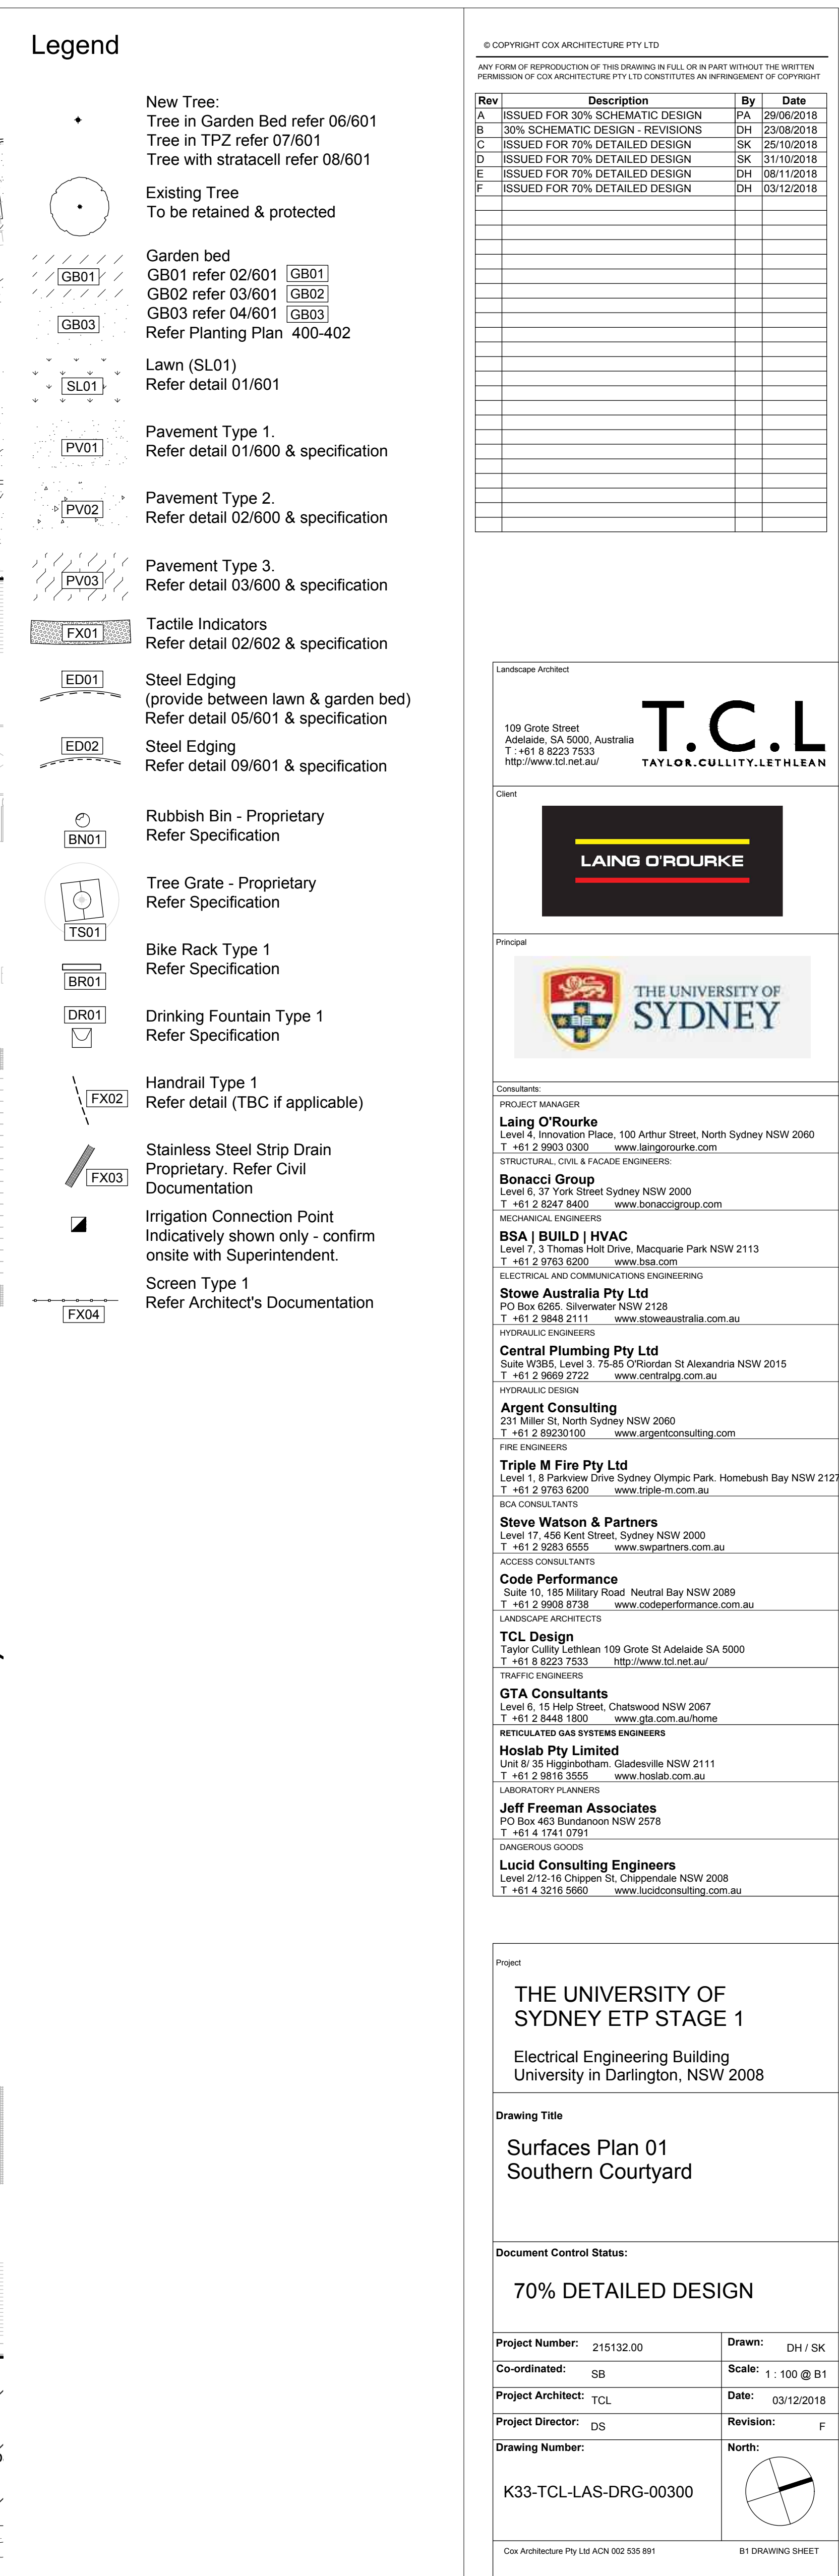 Legend
New Tree:
Tree in Garden Bed refer 06/601
Tree in TPZ refer 07/601
Tree with stratacell refer 08/601
Existing Tree
To be retained & protected
Garden bed
GB01
GB01 refer 02/601 GB01
GB02 refer 03/601 GB02
GB03
GB03 refer 04/601 GB03
Refer Planting Plan 400-402
SL01
Lawn (SL01)
Refer detail 01/601
PV01
Pavement Type 1.
Refer detail 01/600 & specification
PV02
Pavement Type 2.
Refer detail 02/600 & specification
PV03
Pavement Type 3.
Refer detail 03/600 & specification
FX01
Tactile Indicators
Refer detail 02/602 & specification
ED01
Steel Edging
(provide between lawn & garden bed)
Refer detail 05/601 & specification
ED02
Steel Edging
Refer detail 09/601 & specification
BN01
Rubbish Bin - Proprietary
Refer Specification
TS01
Tree Grate - Proprietary
Refer Specification
BR01
Bike Rack Type 1
Refer Specification
DR01
Drinking Fountain Type 1
Refer Specification
FX02
Handrail Type 1
Refer detail (TBC if applicable)
FX03
Stainless Steel Strip Drain
Proprietary. Refer Civil
Documentation
Irrigation Connection Point
Indicatively shown only - confirm
onsite with Superintendent.
FX04
Screen Type 1
Refer Architect's Documentation
© COPYRIGHT COX ARCHITECTURE PTY LTD
ANY FORM OF REPRODUCTION OF THIS DRAWING IN FULL OR IN PART WITHOUT THE WRITTEN
PERMISSION OF COX ARCHITECTURE PTY LTD CONSTITUTES AN INFRINGEMENT OF COPYRIGHT
Rev Description By Date
A ISSUED FOR 30% SCHEMATIC DESIGN PA 29/06/2018
B 30% SCHEMATIC DESIGN - REVISIONS DH 23/08/2018
C ISSUED FOR 70% DETAILED DESIGN SK 25/10/2018
D ISSUED FOR 70% DETAILED DESIGN SK 31/10/2018
E ISSUED FOR 70% DETAILED DESIGN DH 08/11/2018
F ISSUED FOR 70% DETAILED DESIGN DH 03/12/2018
Landscape Architect
109 Grote Street
Adelaide, SA 5000, Australia
T : +61 8 8223 7533
http://www.tcl.net.au/
T.C.L
TAYLOR.CULLITY.LETHLEAN
Client
LAING O'ROURKE
Principal
THE UNIVERSITY OF
SYDNEY
Consultants:
PROJECT MANAGER
Laing O'Rourke
Level 4, Innovation Place, 100 Arthur Street, North Sydney NSW 2060
T +61 2 9903 0300 www.laingorourke.com
STRUCTURAL, CIVIL & FACADE ENGINEERS:
Bonacci Group
Level 6, 37 York Street Sydney NSW 2000
T +61 2 8247 8400 www.bonaccigroup.com
MECHANICAL ENGINEERS
BSA | BUILD | HVAC
Level 7, 3 Thomas Holt Drive, Macquarie Park NSW 2113
T +61 2 9763 6200 www.bsa.com
ELECTRICAL AND COMMUNICATIONS ENGINEERING
Stowe Australia Pty Ltd
PO Box 6265. Silverwater NSW 2128
T +61 2 9848 2111 www.stoweaustralia.com.au
HYDRAULIC ENGINEERS
Central Plumbing Pty Ltd
Suite W3B5, Level 3. 75-85 O'Riordan St Alexandria NSW 2015
T +61 2 9669 2722 www.centralpg.com.au
HYDRAULIC DESIGN
Argent Consulting
231 Miller St, North Sydney NSW 2060
T +61 2 89230100 www.argentconsulting.com
FIRE ENGINEERS
Triple M Fire Pty Ltd
Level 1, 8 Parkview Drive Sydney Olympic Park. Homebush Bay NSW 2127
T +61 2 9763 6200 www.triple-m.com.au
BCA CONSULTANTS
Steve Watson & Partners
Level 17, 456 Kent Street, Sydney NSW 2000
T +61 2 9283 6555 www.swpartners.com.au
ACCESS CONSULTANTS
Code Performance
Suite 10, 185 Military Road Neutral Bay NSW 2089
T +61 2 9908 8738 www.codeperformance.com.au
LANDSCAPE ARCHITECTS
TCL Design
Taylor Cullity Lethlean 109 Grote St Adelaide SA 5000
T +61 8 8223 7533 http://www.tcl.net.au/
TRAFFIC ENGINEERS
GTA Consultants
Level 6, 15 Help Street, Chatswood NSW 2067
T +61 2 8448 1800 www.gta.com.au/home
RETICULATED GAS SYSTEMS ENGINEERS
Hoslab Pty Limited
Unit 8/ 35 Higginbotham. Gladesville NSW 2111
T +61 2 9816 3555 www.hoslab.com.au
LABORATORY PLANNERS
Jeff Freeman Associates
PO Box 463 Bundanoon NSW 2578
T +61 4 1741 0791
DANGEROUS GOODS
Lucid Consulting Engineers
Level 2/12-16 Chippen St, Chippendale NSW 2008
T +61 4 3216 5660 www.lucidconsulting.com.au
Project
THE UNIVERSITY OF
SYDNEY ETP STAGE 1
Electrical Engineering Building
University in Darlington, NSW 2008
Drawing Title
Surfaces Plan 01
Southern Courtyard
Document Control Status:
70% DETAILED DESIGN
Project Number: 215132.00 Drawn: DH / SK
Co-ordinated: SB Scale: 1 : 100 @ B1
Project Architect: TCL Date: 03/12/2018
Project Director: DS Revision: F
Drawing Number: North:
K33-TCL-LAS-DRG-00300
Cox Architecture Pty Ltd ACN 002 535 891 B1 DRAWING SHEET